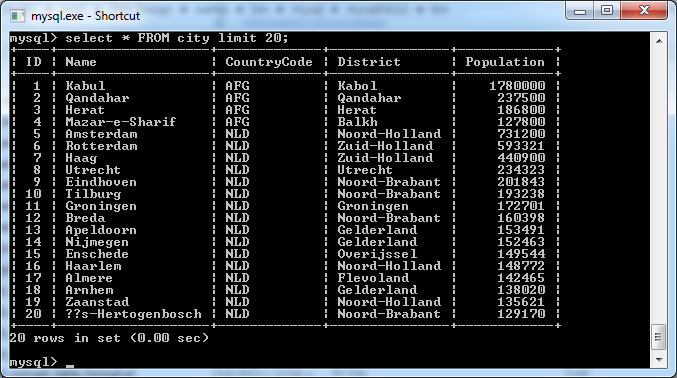 mysql.exe - Shortcut
mysql> select * FROM city limit 20;
+----+-------------------+-------------+---------------+------------+
| ID | Name              | CountryCode | District      | Population |
+----+-------------------+-------------+---------------+------------+
|  1 | Kabul             | AFG         | Kabol         |    1780000 |
|  2 | Qandahar          | AFG         | Qandahar      |     237500 |
|  3 | Herat             | AFG         | Herat         |     186800 |
|  4 | Mazar-e-Sharif    | AFG         | Balkh         |     127800 |
|  5 | Amsterdam         | NLD         | Noord-Holland |     731200 |
|  6 | Rotterdam         | NLD         | Zuid-Holland  |     593321 |
|  7 | Haag              | NLD         | Zuid-Holland  |     440900 |
|  8 | Utrecht           | NLD         | Utrecht       |     234323 |
|  9 | Eindhoven         | NLD         | Noord-Brabant |     201843 |
| 10 | Tilburg           | NLD         | Noord-Brabant |     193238 |
| 11 | Groningen         | NLD         | Groningen     |     172701 |
| 12 | Breda             | NLD         | Noord-Brabant |     160398 |
| 13 | Apeldoorn         | NLD         | Gelderland    |     153491 |
| 14 | Nijmegen          | NLD         | Gelderland    |     152463 |
| 15 | Enschede          | NLD         | Overijssel    |     149544 |
| 16 | Haarlem           | NLD         | Noord-Holland |     148772 |
| 17 | Almere            | NLD         | Flevoland     |     142465 |
| 18 | Arnhem            | NLD         | Gelderland    |     138020 |
| 19 | Zaanstad          | NLD         | Noord-Holland |     135621 |
| 20 | ??s-Hertogenbosch | NLD         | Noord-Brabant |     129170 |
+----+-------------------+-------------+---------------+------------+
20 rows in set (0.00 sec)
mysql> _